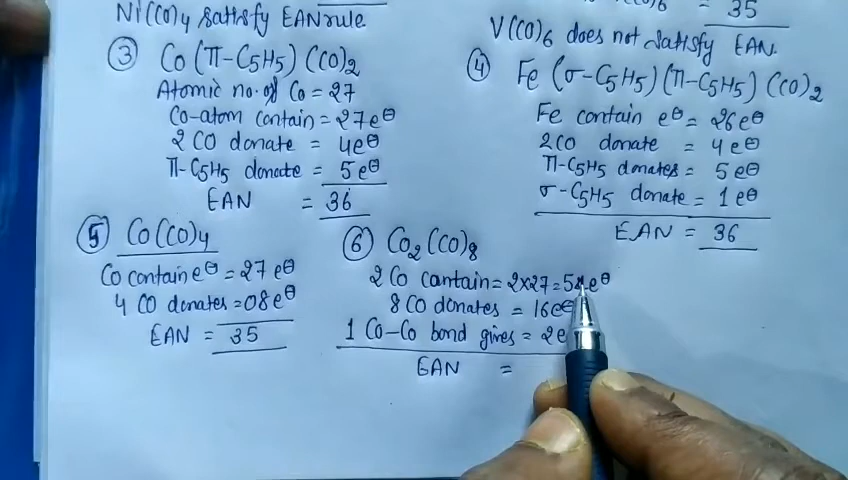 Ni(CO)4 satisfy EAN rule
35
V(CO)6 does not satisfy EAN.
③ Co(π-C5H5)(CO)2
Atomic no. of Co = 27
Co-atom contain = 27e⊖
2 CO donate = 4e⊖
π-C5H5 donate = 5e⊖
EAN = 36
④ Fe(σ-C5H5)(π-C5H5)(CO)2
Fe contain e⊖ = 26e⊖
2CO donate = 4e⊖
π-C5H5 donates = 5e⊖
σ-C5H5 donate = 1e⊖
EAN = 36
⑤ Co(CO)4
Co contain e⊖ = 27e⊖
4 CO donates = 08e⊖
EAN = 35
⑥ Co2(CO)8
2 Co cantain = 2×27 = 54e⊖
8CO donates = 16e⊖
1 Co-Co bond gives = 2e
EAN =